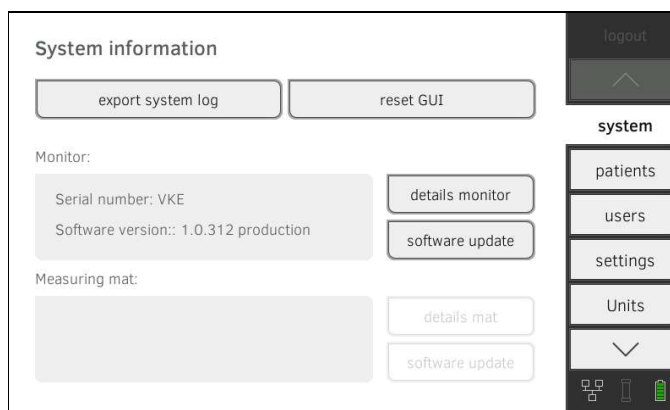 System information
export system log
reset GUI
Monitor:
Serial number: VKE
Software version:: 1.0.312 production
details monitor
software update
Measuring mat:
details mat
software update
logout
system
patients
users
settings
Units